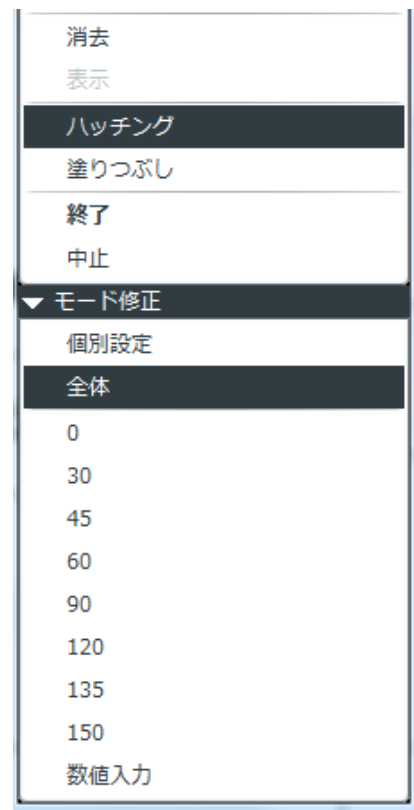 消去
表示
ハッチング
塗りつぶし
終了
中止
モード修正
個別設定
全体
0
30
45
60
90
120
135
150
数値入力